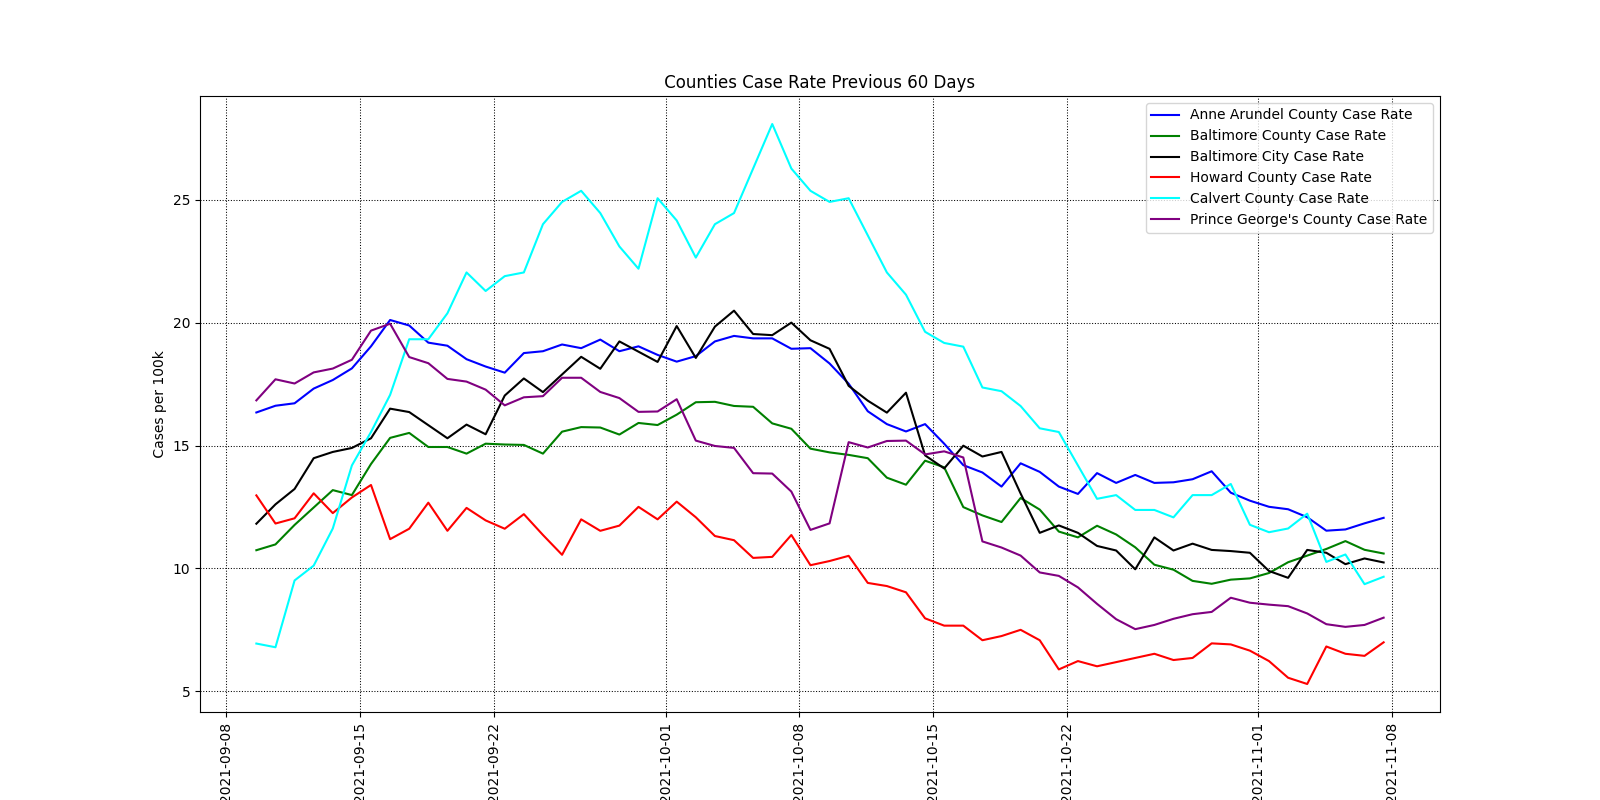 Counties Case Rate Previous 60 Days
Anne Arundel County Case Rate
Baltimore County Case Rate
Baltimore City Case Rate
Howard County Case Rate
Calvert County Case Rate
Prince George's County Case Rate
Cases per 100k
25
20
15
10
5
2021-09-08
2021-09-15
2021-09-22
2021-10-01
2021-10-08
2021-10-15
2021-10-22
2021-11-01
2021-11-08